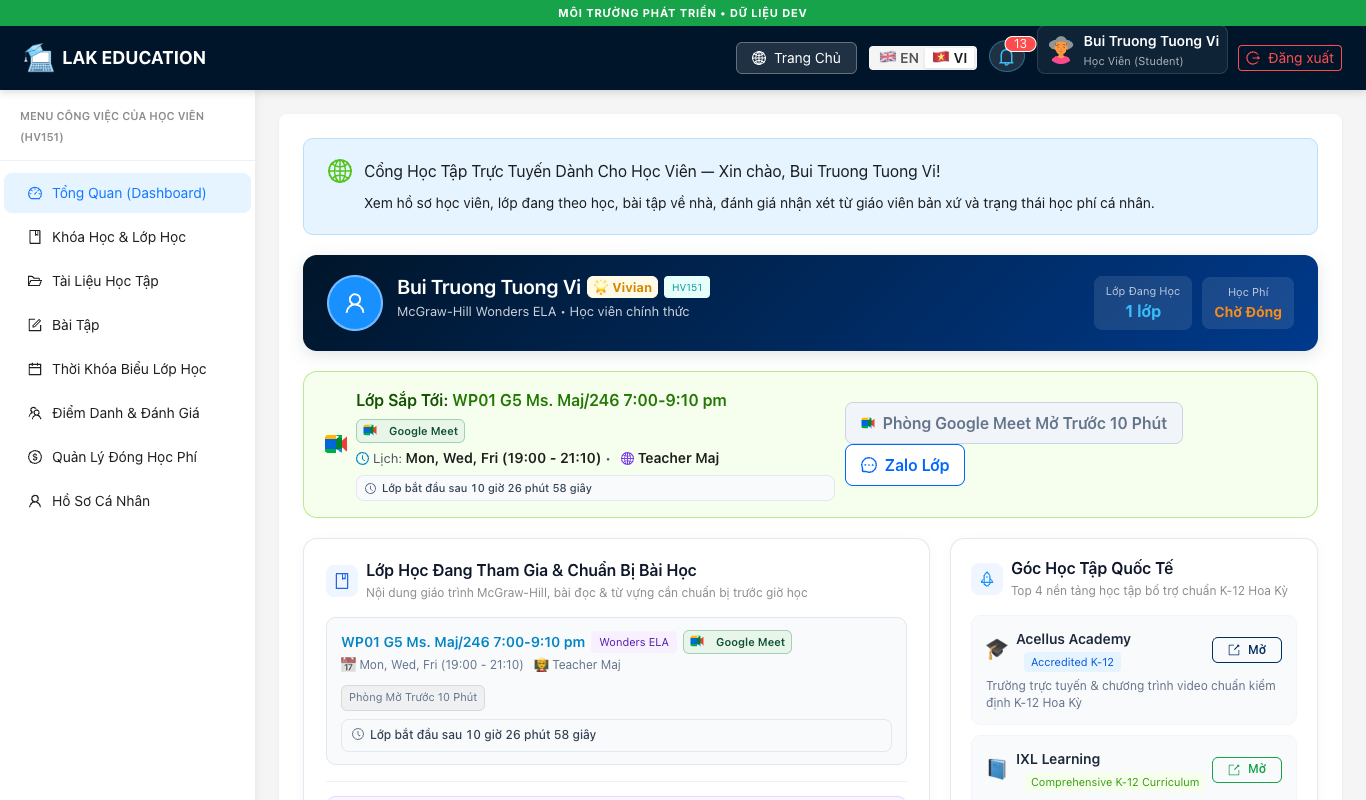 MÔI TRƯỜNG PHÁT TRIỂN • DỮ LIỆU DEV
LAK EDUCATION
Trang Chủ
EN
VI
13
Bui Truong Tuong Vi
Học Viên (Student)
Đăng xuất
MENU CÔNG VIỆC CỦA HỌC VIÊN
(HV151)
Tổng Quan (Dashboard)
Khóa Học & Lớp Học
Tài Liệu Học Tập
Bài Tập
Thời Khóa Biểu Lớp Học
Điểm Danh & Đánh Giá
Quản Lý Đóng Học Phí
Hồ Sơ Cá Nhân
Cổng Học Tập Trực Tuyến Dành Cho Học Viên — Xin chào, Bui Truong Tuong Vi!
Xem hồ sơ học viên, lớp đang theo học, bài tập về nhà, đánh giá nhận xét từ giáo viên bản xứ và trạng thái học phí cá nhân.
Bui Truong Tuong Vi
Vivian
HV151
McGraw-Hill Wonders ELA • Học viên chính thức
Lớp Đang Học
1 lớp
Học Phí
Chờ Đóng
Lớp Sắp Tới: WP01 G5 Ms. Maj/246 7:00-9:10 pm
Google Meet
Lịch: Mon, Wed, Fri (19:00 - 21:10) •
Teacher Maj
Lớp bắt đầu sau 10 giờ 26 phút 58 giây
Phòng Google Meet Mở Trước 10 Phút
Zalo Lớp
Lớp Học Đang Tham Gia & Chuẩn Bị Bài Học
Nội dung giáo trình McGraw-Hill, bài đọc & từ vựng cần chuẩn bị trước giờ học
WP01 G5 Ms. Maj/246 7:00-9:10 pm
Wonders ELA
Google Meet
Mon, Wed, Fri (19:00 - 21:10)
Teacher Maj
Phòng Mở Trước 10 Phút
Lớp bắt đầu sau 10 giờ 26 phút 58 giây
Góc Học Tập Quốc Tế
Top 4 nền tảng học tập bổ trợ chuẩn K-12 Hoa Kỳ
Acellus Academy
Accredited K-12
Mở
Trường trực tuyến & chương trình video chuẩn kiểm
định K-12 Hoa Kỳ
IXL Learning
Comprehensive K-12 Curriculum
Mở